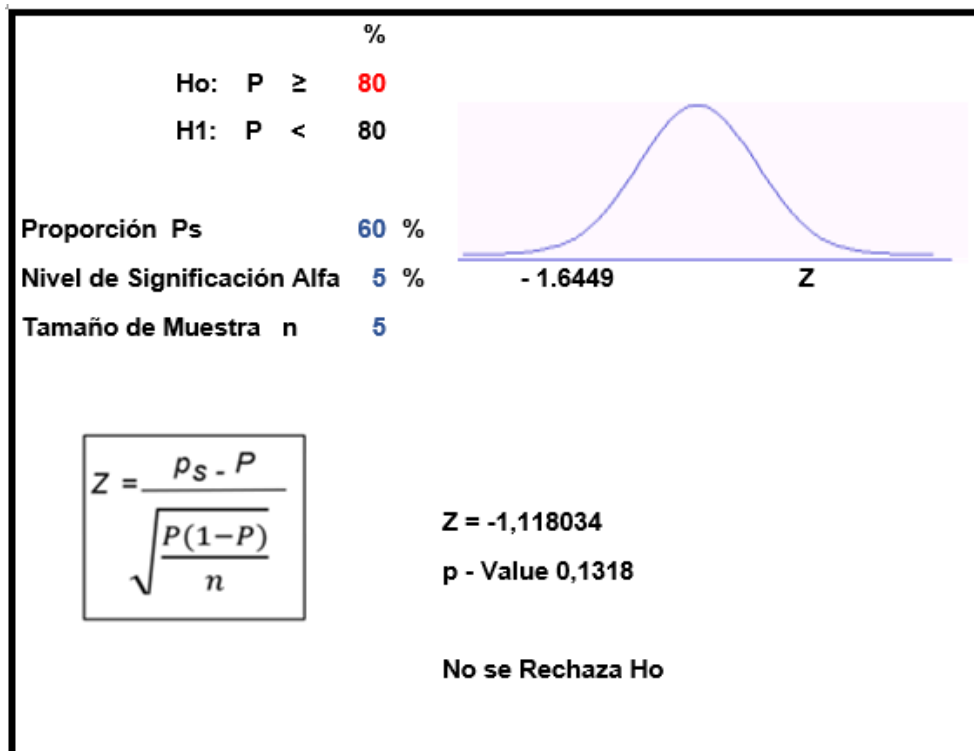 %
Ho: P ≥ 80
H1: P < 80
Proporción Ps 60 %
Nivel de Significación Alfa 5 %
- 1.6449 Z
Tamaño de Muestra n 5
Z = pS - P
√ P(1−P)
n
Z = -1,118034
p - Value 0,1318
No se Rechaza Ho